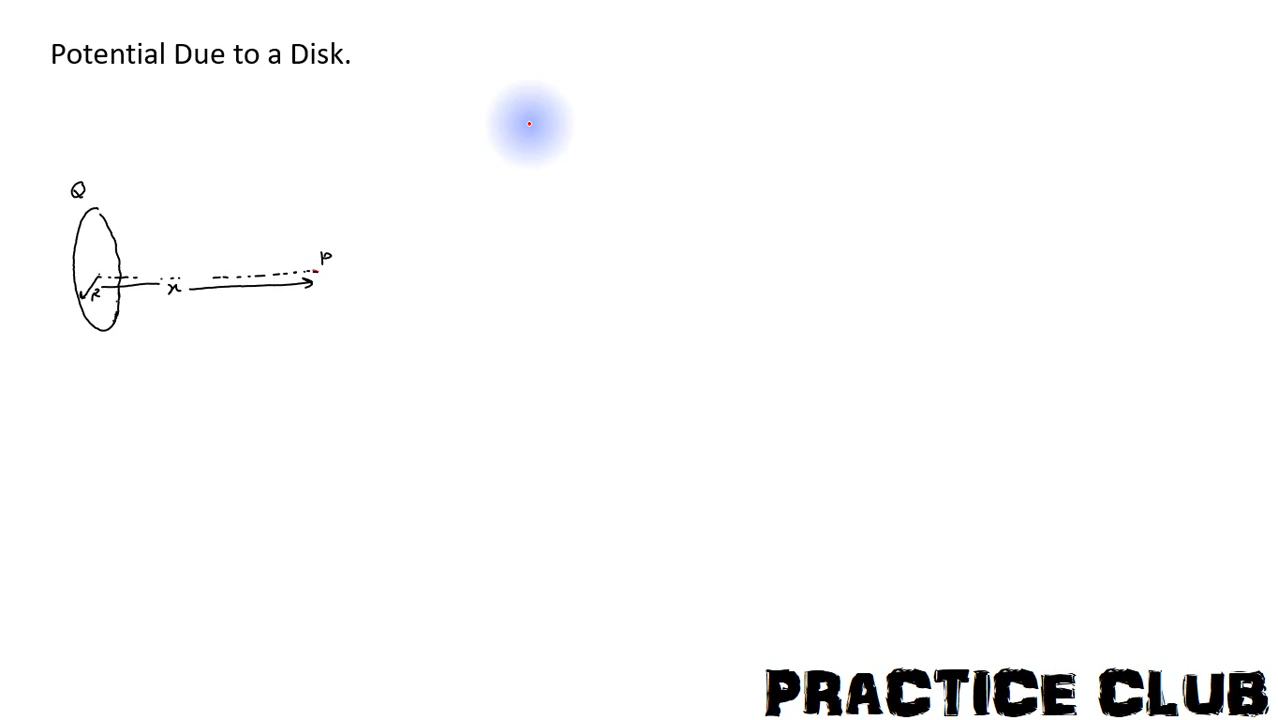 Potential Due to a Disk.
Q
P
R
x
PRACTICE CLUB